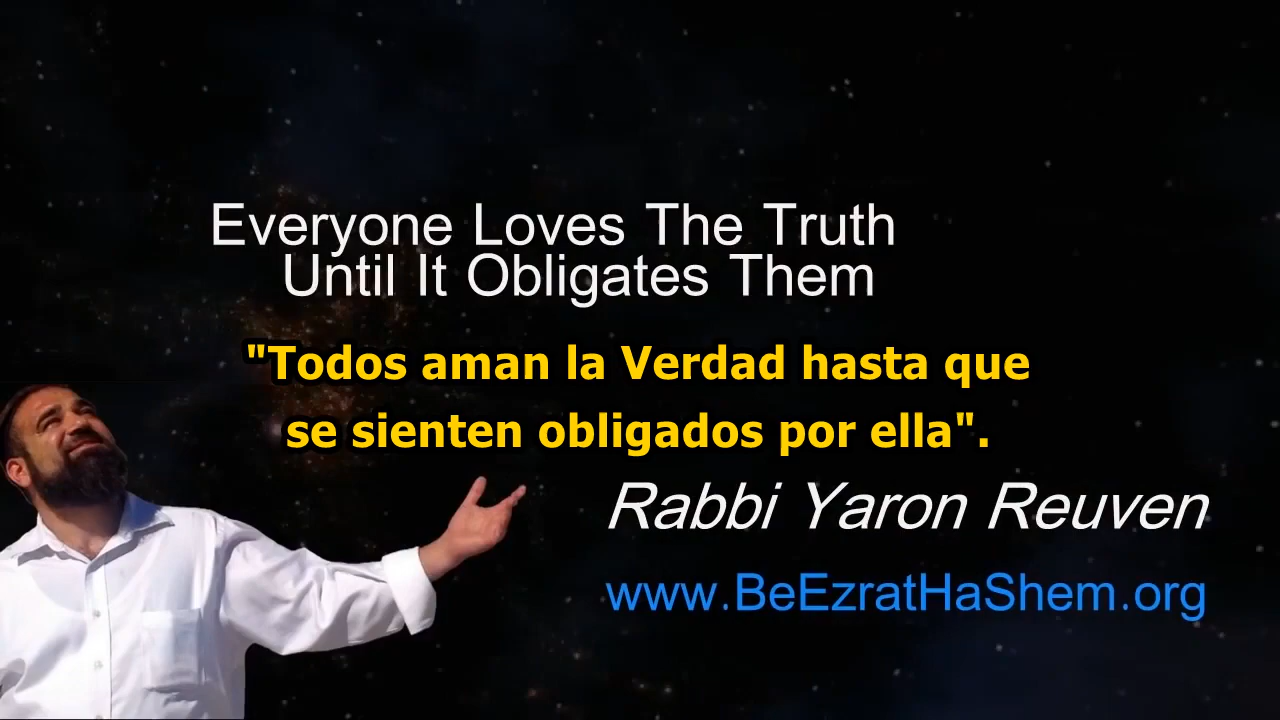 Everyone Loves The Truth
Until It Obligates Them
"Todos aman la Verdad hasta que
se sienten obligados por ella".
Rabbi Yaron Reuven
www.BeEzratHaShem.org